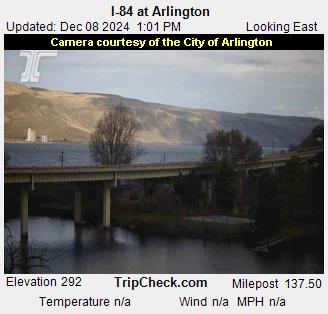 I-84 at Arlington
Updated: Dec 08 2024 1:01 PM Looking East
Camera courtesy of the City of Arlington
Elevation 292 TripCheck.com Milepost 137.50
Temperature n/a Wind n/a MPH n/a